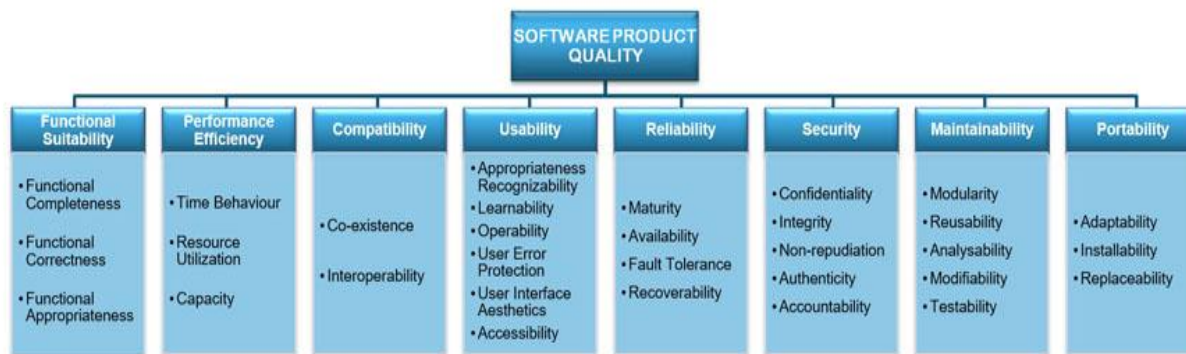 SOFTWARE PRODUCT
QUALITY
Functional
Suitability
• Functional
Completeness
• Functional
Correctness
• Functional
Appropriateness
Performance
Efficiency
• Time Behaviour
• Resource
Utilization
• Capacity
Compatibility
• Co-existence
• Interoperability
Usability
• Appropriateness
Recognizability
• Learnability
• Operability
• User Error
Protection
• User Interface
Aesthetics
• Accessibility
Reliability
• Maturity
• Availability
• Fault Tolerance
• Recoverability
Security
• Confidentiality
• Integrity
• Non-repudiation
• Authenticity
• Accountability
Maintainability
• Modularity
• Reusability
• Analysability
• Modifiability
• Testability
Portability
• Adaptability
• Installability
• Replaceability